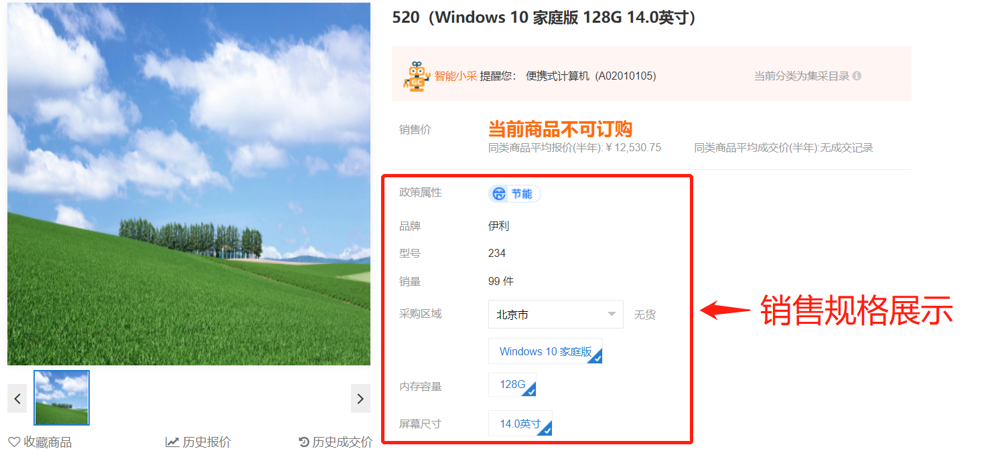 520（Windows 10 家庭版 128G 14.0英寸）
GC 智能小采 提醒您： 便携式计算机（A02010105） 当前分类为集采目录
销售价 当前商品不可订购
同类商品平均报价(半年):￥12,530.75 同类商品平均成交价(半年):无成交记录
政策属性 节能
品牌 伊利
型号 234
销量 99 件
采购区域 北京市 无货
销售规格展示
Windows 10 家庭版
内存容量 128G
屏幕尺寸 14.0英寸
收藏商品 历史报价 历史成交价